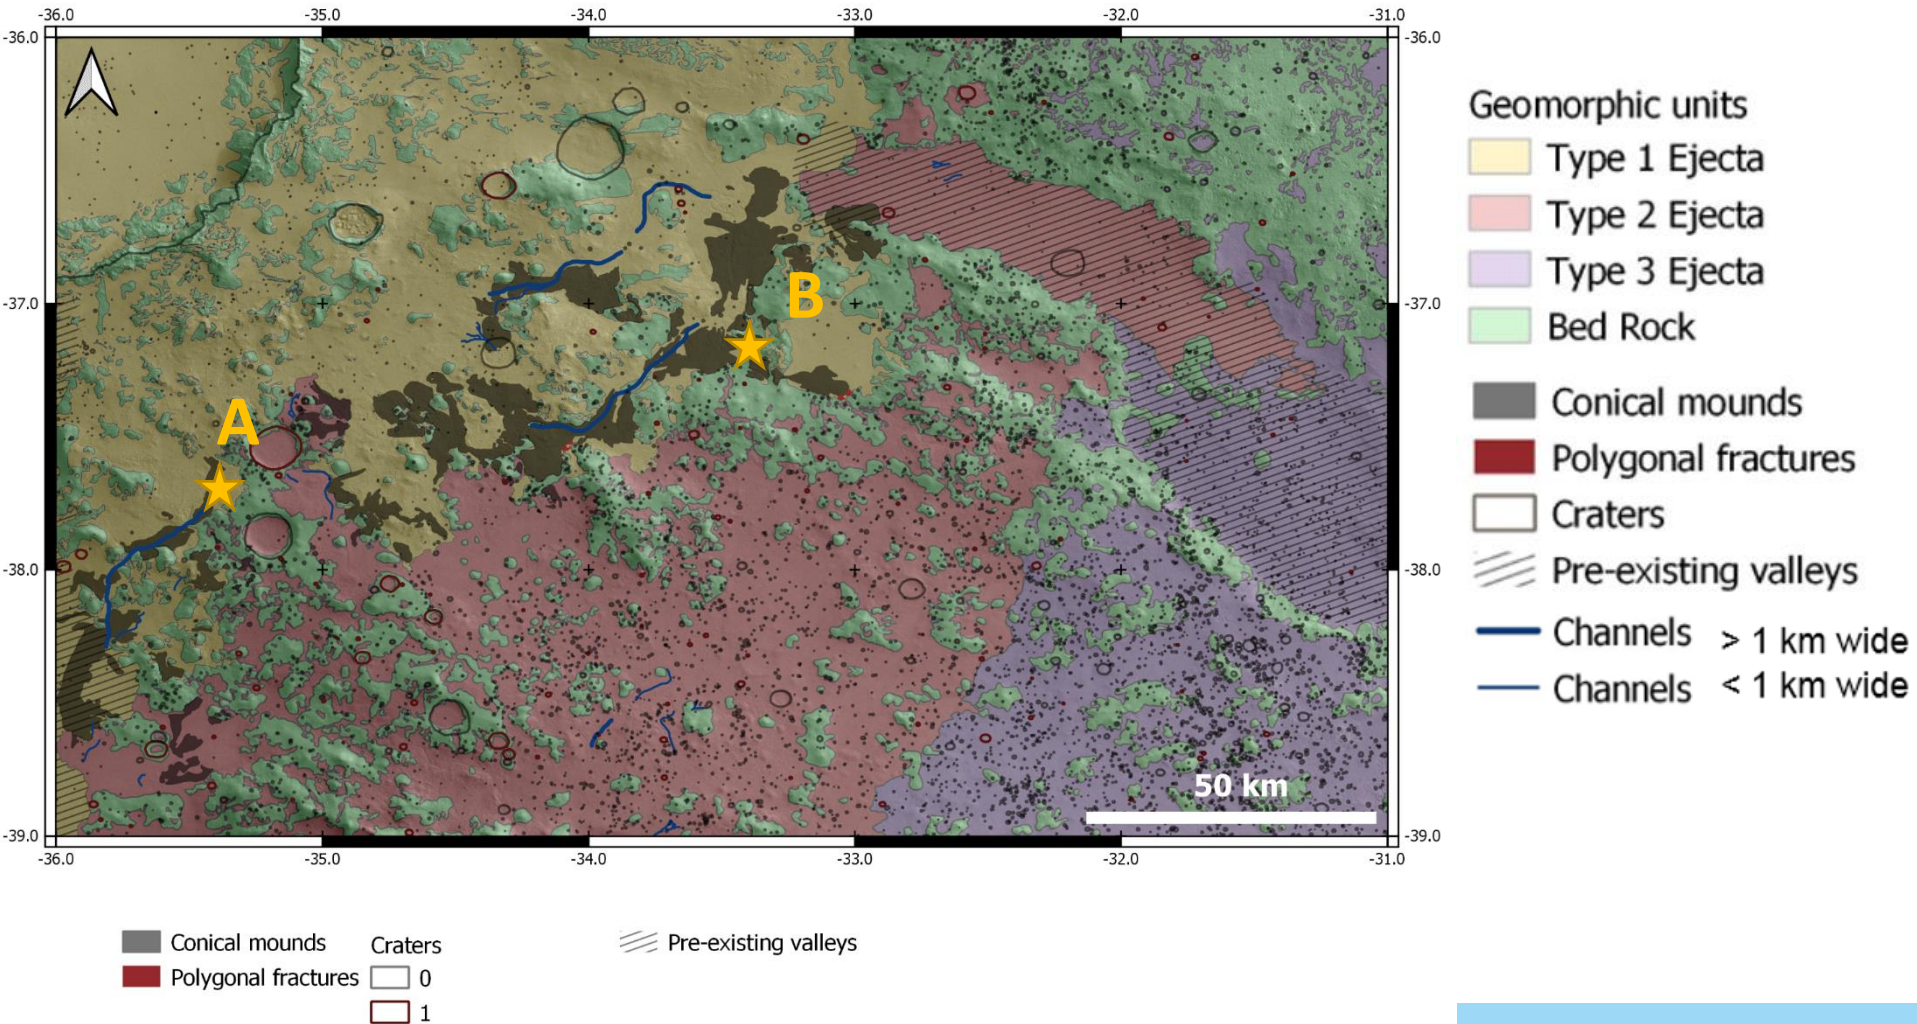 -36.0 -35.0 -34.0 -33.0 -32.0 -31.0
-36.0 -36.0
Geomorphic units
Type 1 Ejecta
Type 2 Ejecta
Type 3 Ejecta
Bed Rock
Conical mounds
Polygonal fractures
Craters
Pre-existing valleys
Channels > 1 km wide
Channels < 1 km wide
B
-37.0 -37.0
A
-38.0 -38.0
50 km
-39.0 -39.0
-36.0 -35.0 -34.0 -33.0 -32.0 -31.0
Conical mounds Craters Pre-existing valleys
Polygonal fractures 0
1